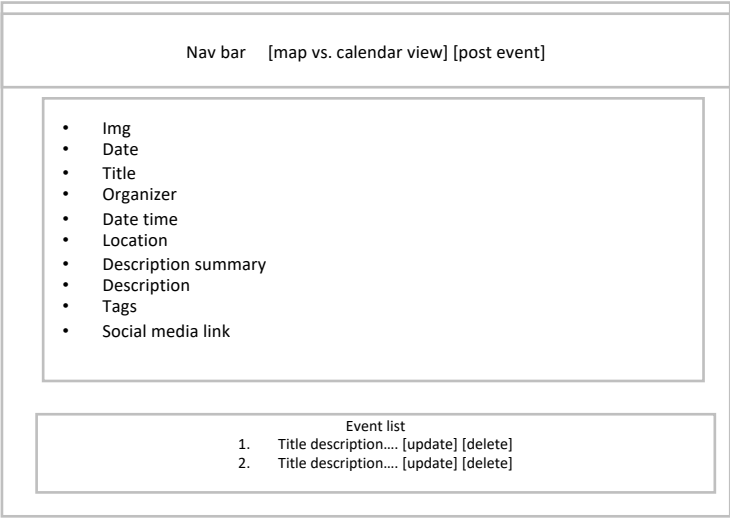 Nav bar [map vs. calendar view] [post event]
• Img
• Date
• Title
• Organizer
• Date time
• Location
• Description summary
• Description
• Tags
• Social media link
Event list
1. Title description…. [update] [delete]
2. Title description…. [update] [delete]